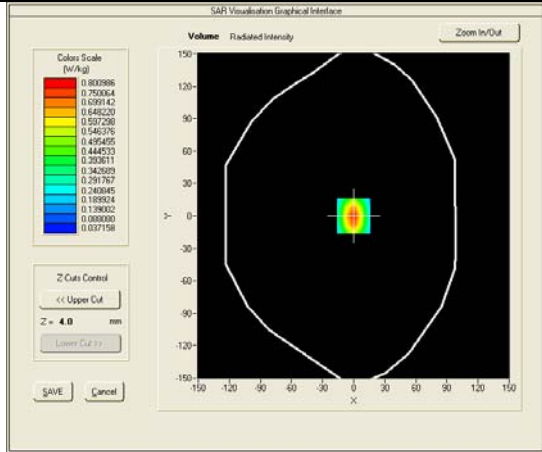 SAR Visualisation Graphical Interface
Volume Radiated Intensity
Zoom In/Out
Colors Scale
(W/kg)
0.800986
0.750064
0.699142
0.648220
0.597298
0.546376
0.495455
0.444533
0.393611
0.342689
0.291767
0.240845
0.189924
0.139002
0.088080
0.037158
Z Cuts Control
<< Upper Cut
Z = 4.0 mm
Lower Cut >>
SAVE Cancel
150
120
90
60
30
0
-30
-60
-90
-120
-150
Y
-150 -120 -90 -60 -30 0 30 60 90 120 150
X